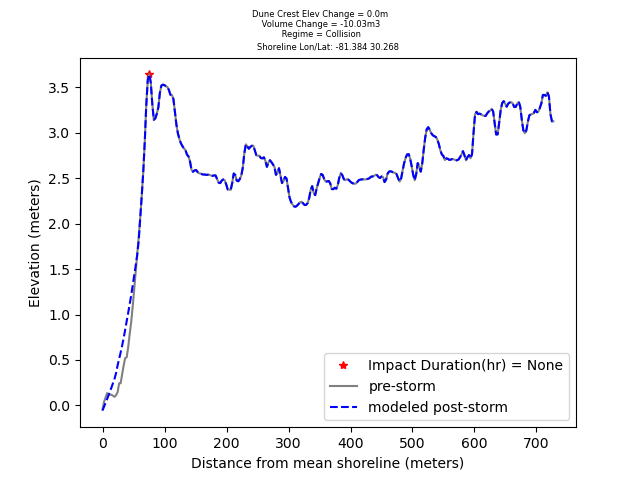 Dune Crest Elev Change = 0.0m
Volume Change = -10.03m3
Regime = Collision
Shoreline Lon/Lat: -81.384 30.268
3.5
3.0
2.5
2.0
1.5
1.0
0.5
0.0
Elevation (meters)
Impact Duration(hr) = None
pre-storm
modeled post-storm
0 100 200 300 400 500 600 700
Distance from mean shoreline (meters)